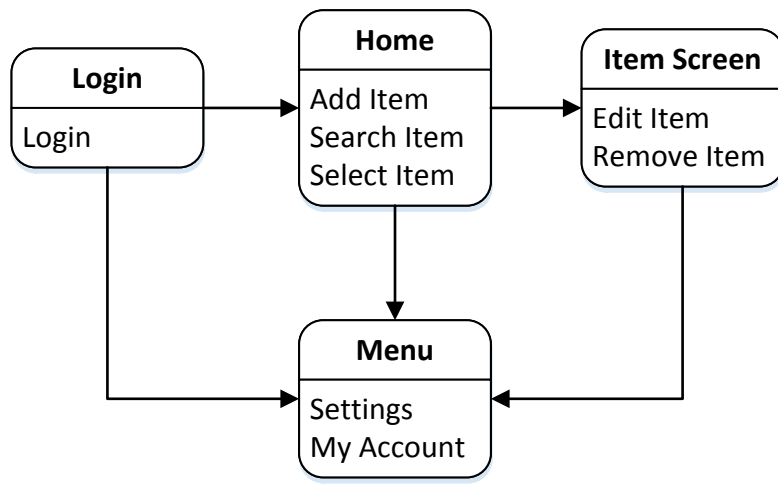 Login
Login
Home
Add Item
Search Item
Select Item
Item Screen
Edit Item
Remove Item
Menu
Settings
My Account